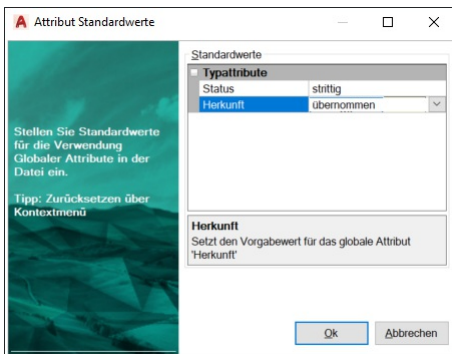 Attribut Standardwerte
Stellen Sie Standardwerte
für die Verwendung
Globaler Attribute in der
Datei ein.
Tipp: Zurücksetzen über
Kontextmenü
Standardwerte
Typattribute
Status strittig
Herkunft übernommen
Herkunft
Setzt den Vorgabewert für das globale Attribut
'Herkunft'
Ok Abbrechen